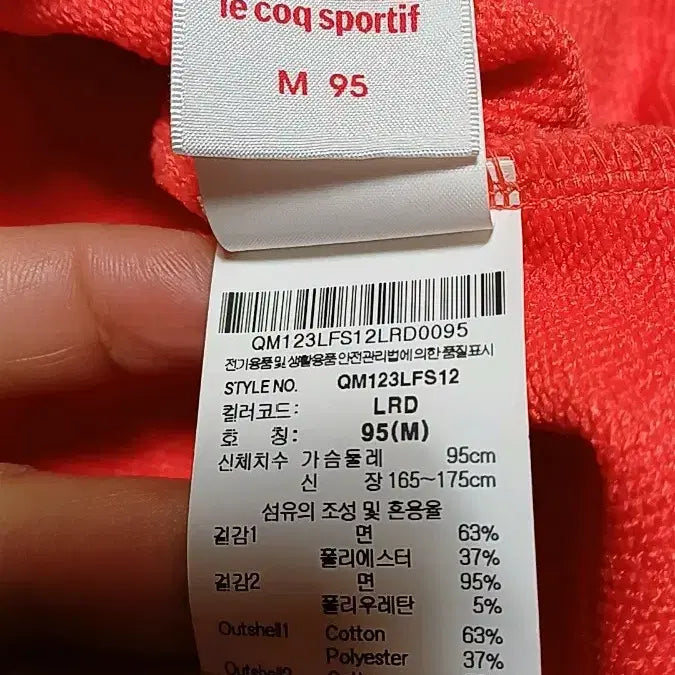 le coq sportif
M 95
QM123LFS12LRD0095
전기용품 및 생활용품 안전관리법에 의한 품질표시
STYLE NO. QM123LFS12
컬러코드: LRD
호 칭: 95(M)
신체치수 가슴둘레 95cm
신 장 165~175cm
섬유의 조성 및 혼용율
겉감1 면 63%
폴리에스터 37%
겉감2 면 95%
폴리우레탄 5%
Outshell1 Cotton 63%
Polyester 37%
Outshell2